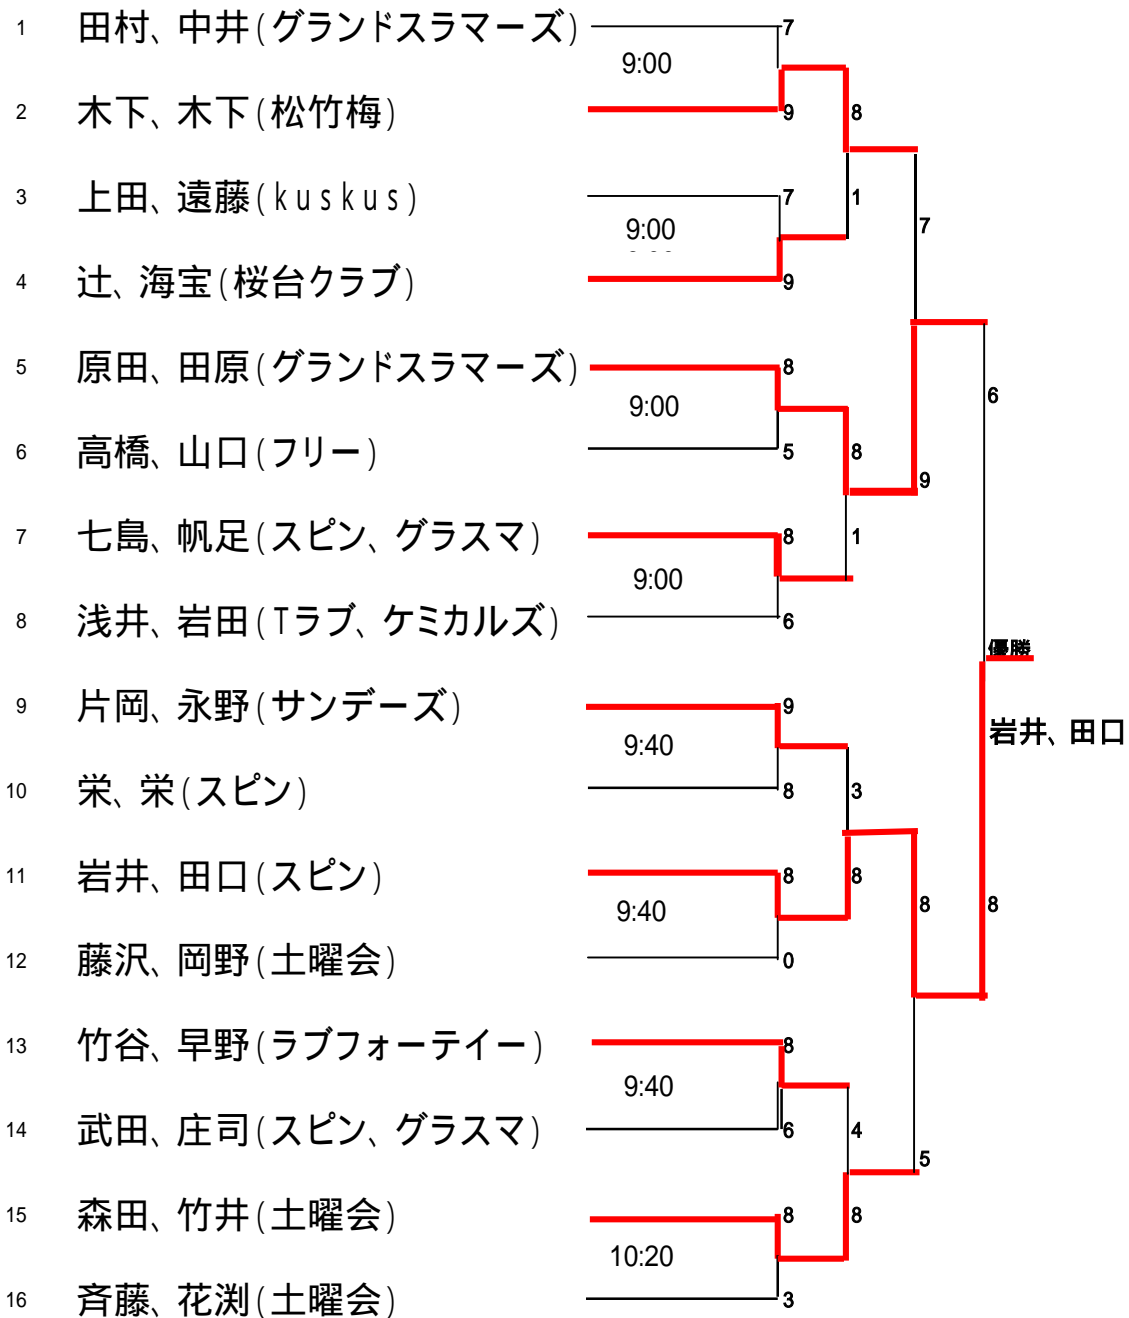 1 田村、中井(グランドスラマーズ) 7
9:00
2 木下、木下(松竹梅) 9 8
3 上田、遠藤(kuskus) 7 1
7
9:00
4 辻、海宝(桜台クラブ) 9
5 原田、田原(グランドスラマーズ) 8
6
9:00
6 高橋、山口(フリー) 5 8
9
7 七島、帆足(スピン、グラスマ) 8 1
9:00
8 浅井、岩田(Tラブ、ケミカルズ) 6
優勝
9 片岡、永野(サンデーズ) 9
岩井、田口
9:40
10 栄、栄(スピン) 8 3
11 岩井、田口(スピン) 8 8
8 8
9:40
12 藤沢、岡野(土曜会) 0
13 竹谷、早野(ラブフォーテイー) 8
9:40
14 武田、庄司(スピン、グラスマ) 6 4
5
15 森田、竹井(土曜会) 8 8
10:20
16 斉藤、花渕(土曜会) 3